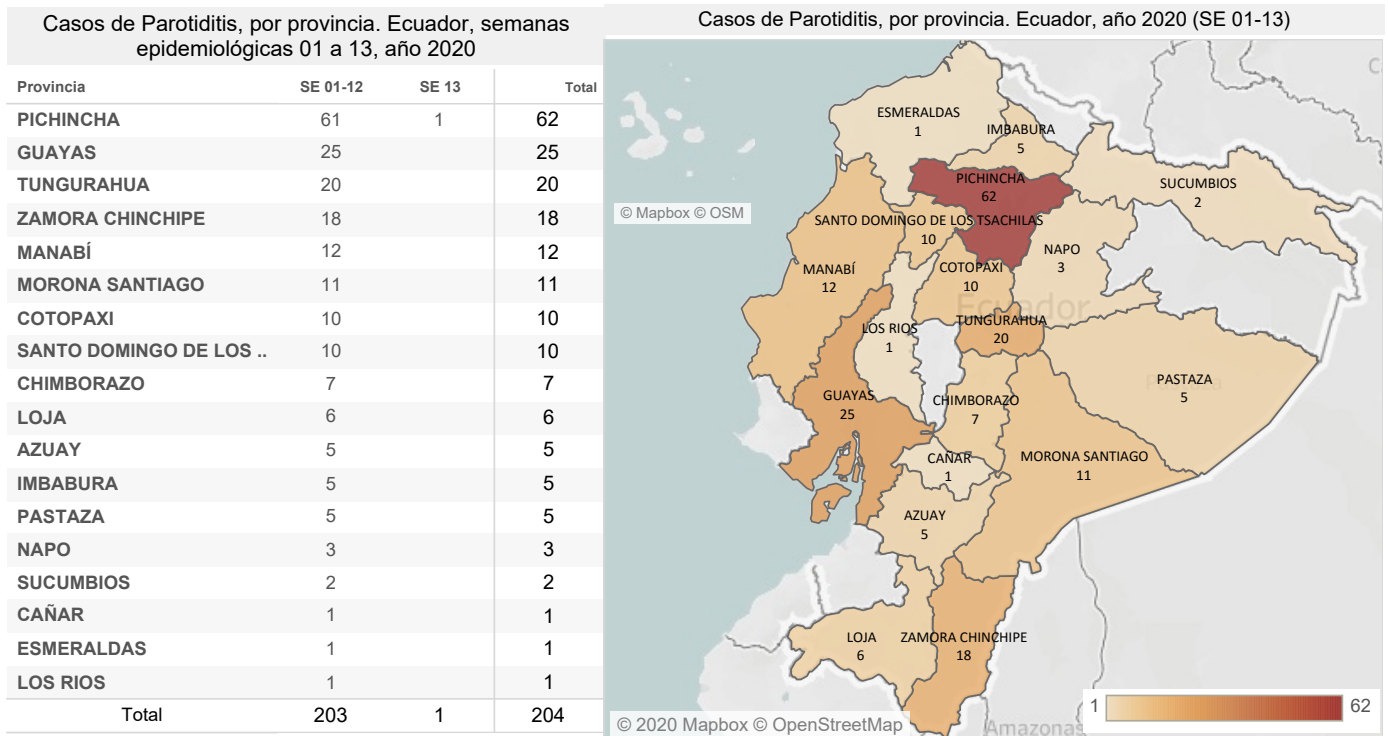 Casos de Parotiditis, por provincia. Ecuador, semanas
epidemiológicas 01 a 13, año 2020
Provincia SE 01-12 SE 13 Total
PICHINCHA 61 1 62
GUAYAS 25 25
TUNGURAHUA 20 20
ZAMORA CHINCHIPE 18 18
MANABÍ 12 12
MORONA SANTIAGO 11 11
COTOPAXI 10 10
SANTO DOMINGO DE LOS .. 10 10
CHIMBORAZO 7 7
LOJA 6 6
AZUAY 5 5
IMBABURA 5 5
PASTAZA 5 5
NAPO 3 3
SUCUMBIOS 2 2
CAÑAR 1 1
ESMERALDAS 1 1
LOS RIOS 1 1
Total 203 1 204
Casos de Parotiditis, por provincia. Ecuador, año 2020 (SE 01-13)
ESMERALDAS
1
IMBABURA
5
PICHINCHA
62
SUCUMBIOS
2
© Mapbox © OSM
SANTO DOMINGO DE LOS TSACHILAS
10
NAPO
3
MANABÍ
12
COTOPAXI
10
Ecuador
TUNGURAHUA
20
LOS RIOS
1
PASTAZA
5
GUAYAS
25
CHIMBORAZO
7
CAÑAR
1
MORONA SANTIAGO
11
AZUAY
5
LOJA
6
ZAMORA CHINCHIPE
18
1 62
© 2020 Mapbox © OpenStreetMap
Amazonas